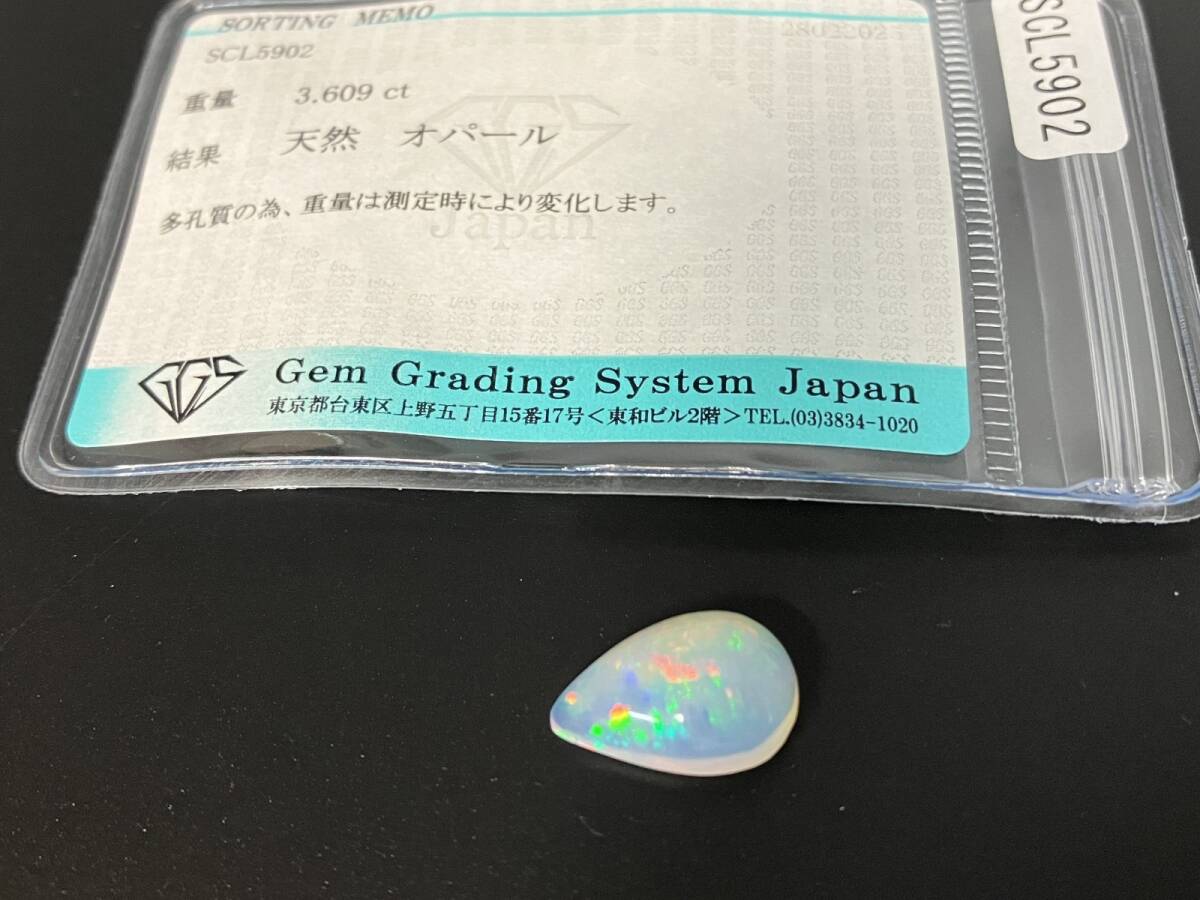 SORTING MEMO
SCL5902
重量 3.609 ct
結果 天然 オパール
多孔質の為、重量は測定時により変化します。
GGS
Japan
GGS Gem Grading System Japan
東京都台東区上野五丁目15番17号<東和ビル2階>TEL.(03)3834-1020
SCL5902